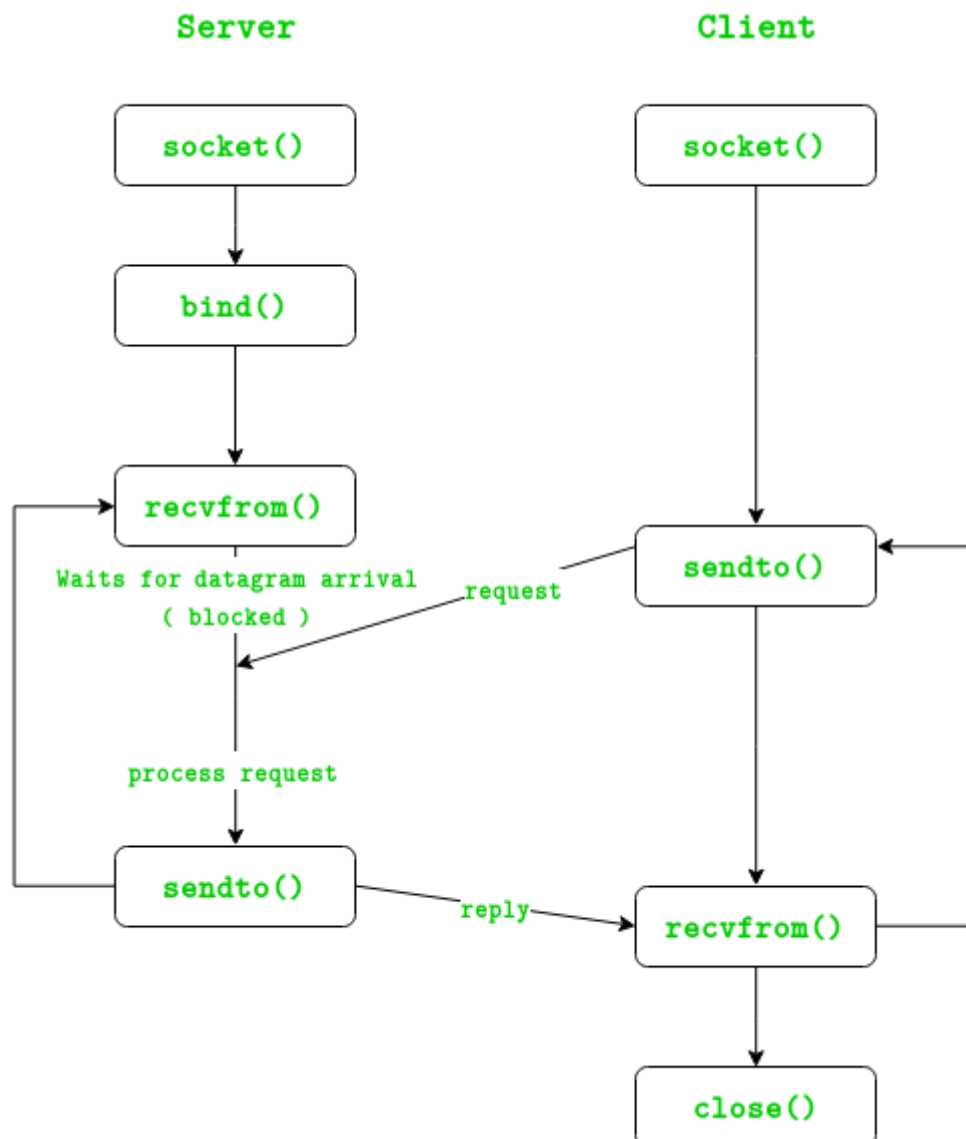 Server
Client
socket()
socket()
bind()
recvfrom()
Waits for datagram arrival
( blocked )
request
sendto()
process request
sendto()
reply
recvfrom()
close()